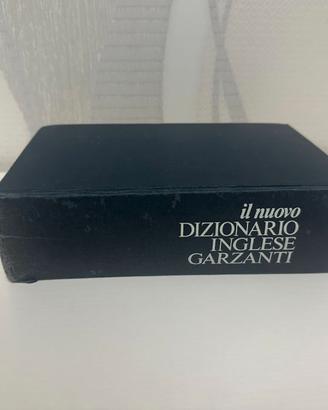 il nuovo
DIZIONARIO
INGLESE
GARZANTI